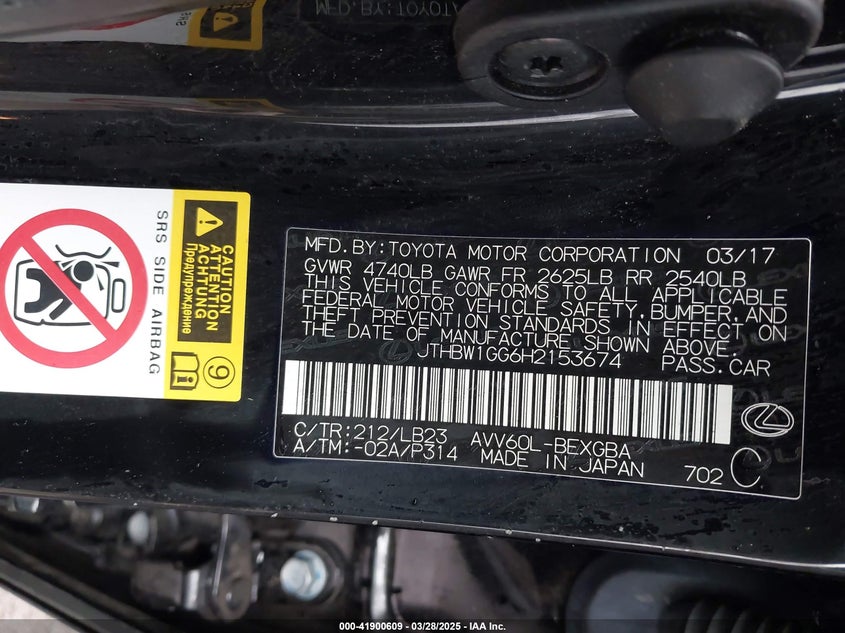 MFD.BY:TOYOTA MOTOR CORPORATION 03/17
GVWR 4740LB GAWR FR 2625LB RR 2540LB
THIS VEHICLE CONFORMS TO ALL APPLICABLE
FEDERAL MOTOR VEHICLE SAFETY,BUMPER,AND
THEFT PREVENTION STANDARDS IN EFFECT ON
THE DATE OF MANUFACTURE SHOWN ABOVE.
JTHBW1GG6H2153674 PASS.CAR
C/TR:212/LB23 AVV60L-BEXGBA
A/TM:-02A/P314 MADE IN JAPAN 702 C
SRS SIDE AIRBAG
CAUTION
ATTENTION
ACHTUNG
Предупреждение
9
MFD.BY:TOYOTA
000-41900609 - 03/28/2025 - IAA Inc.